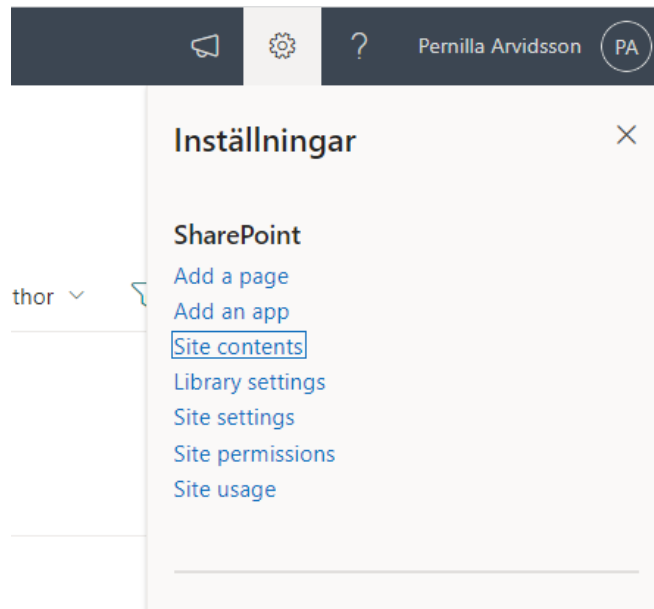 ? Pernilla Arvidsson PA
Inställningar
SharePoint
Add a page
thor
Add an app
Site contents
Library settings
Site settings
Site permissions
Site usage